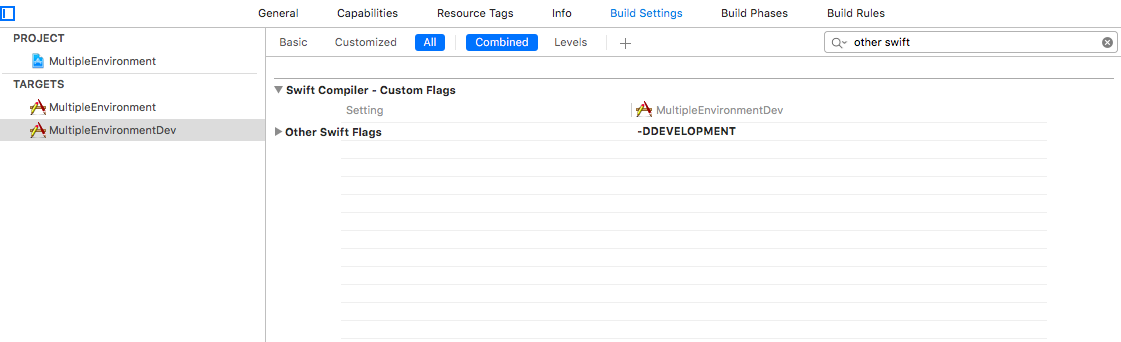 General Capabilities Resource Tags Info Build Settings Build Phases Build Rules
PROJECT
MultipleEnvironment
TARGETS
MultipleEnvironment
MultipleEnvironmentDev
Basic Customized All Combined Levels + other swift
Swift Compiler - Custom Flags
Setting MultipleEnvironmentDev
Other Swift Flags -DDEVELOPMENT